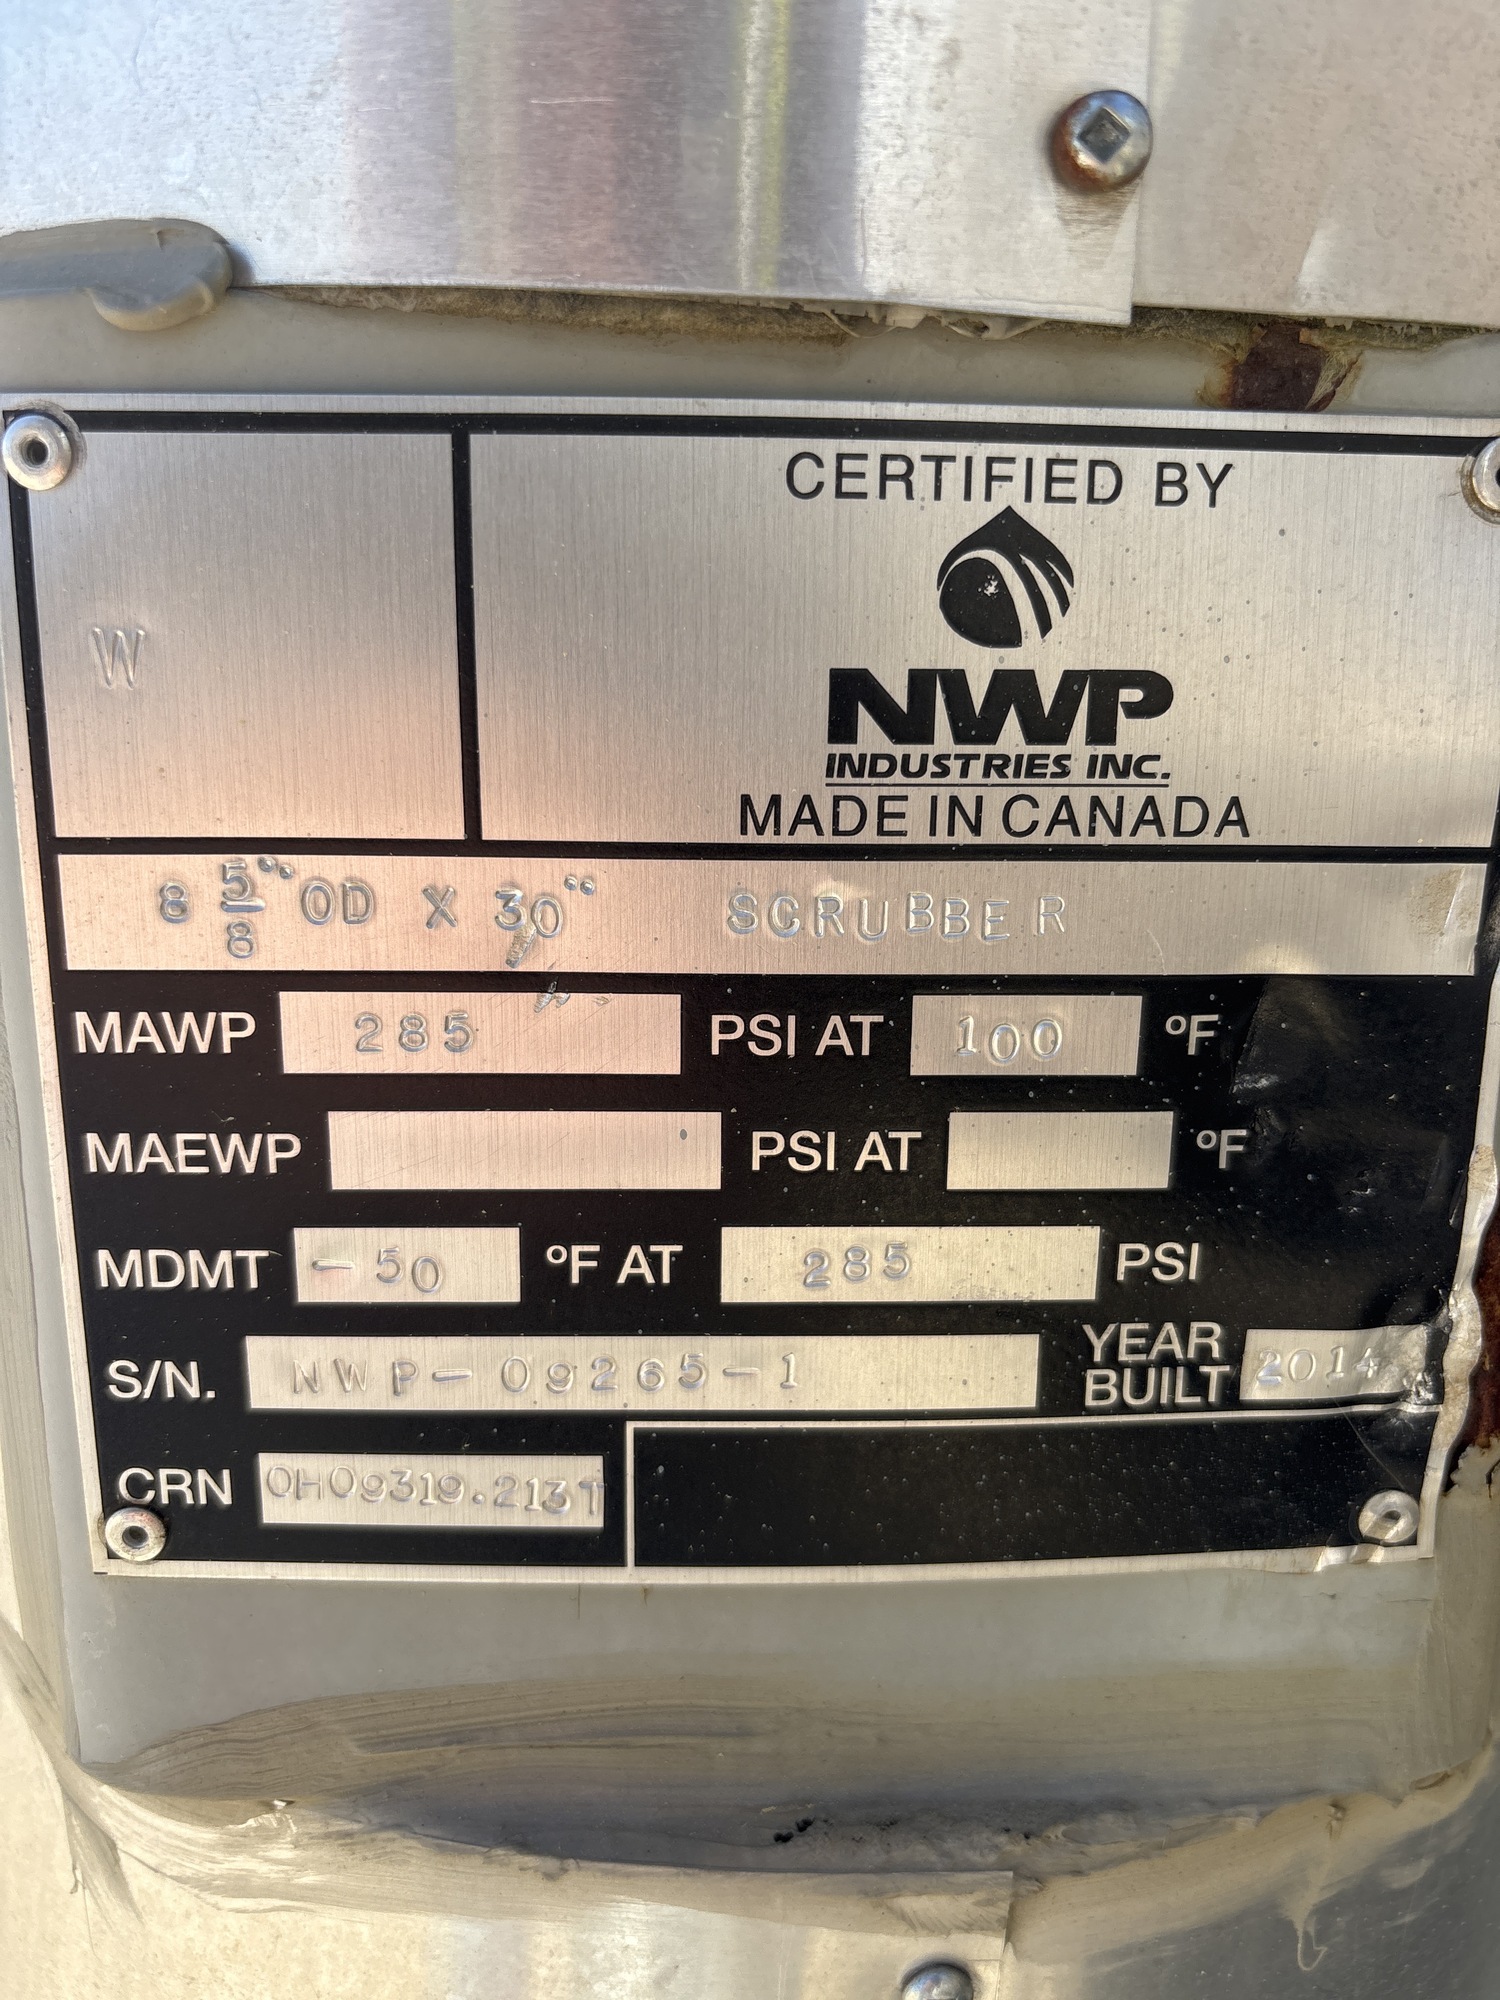 CERTIFIED BY
W
NWP
INDUSTRIES INC.
MADE IN CANADA
8 5/8" OD X 30" SCRUBBER
MAWP 285 PSI AT 100 °F
MAEWP PSI AT °F
MDMT -50 °F AT 285 PSI
S/N. NWP-09265-1 YEAR BUILT 2014
CRN OH09319.213T